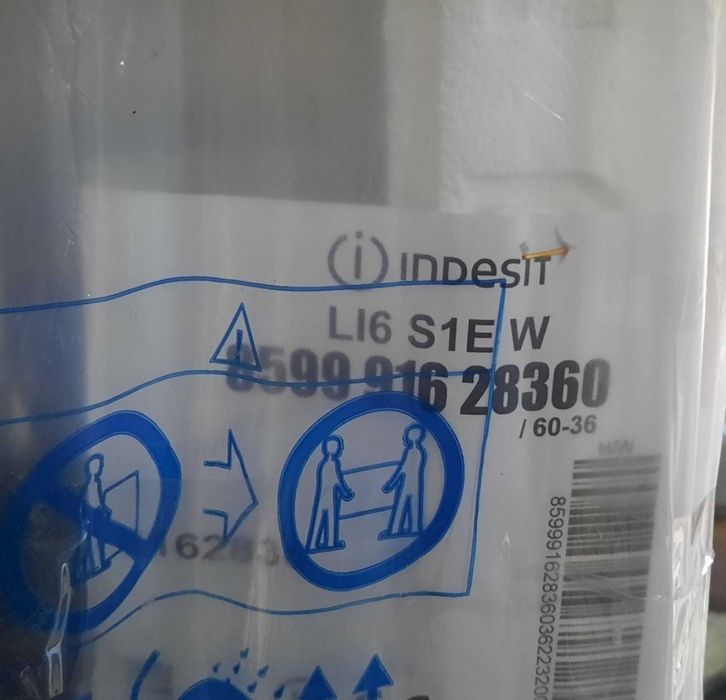 (i) INDESIT
LI6 S1E W
8599 916 28360
/ 60-36
H/W